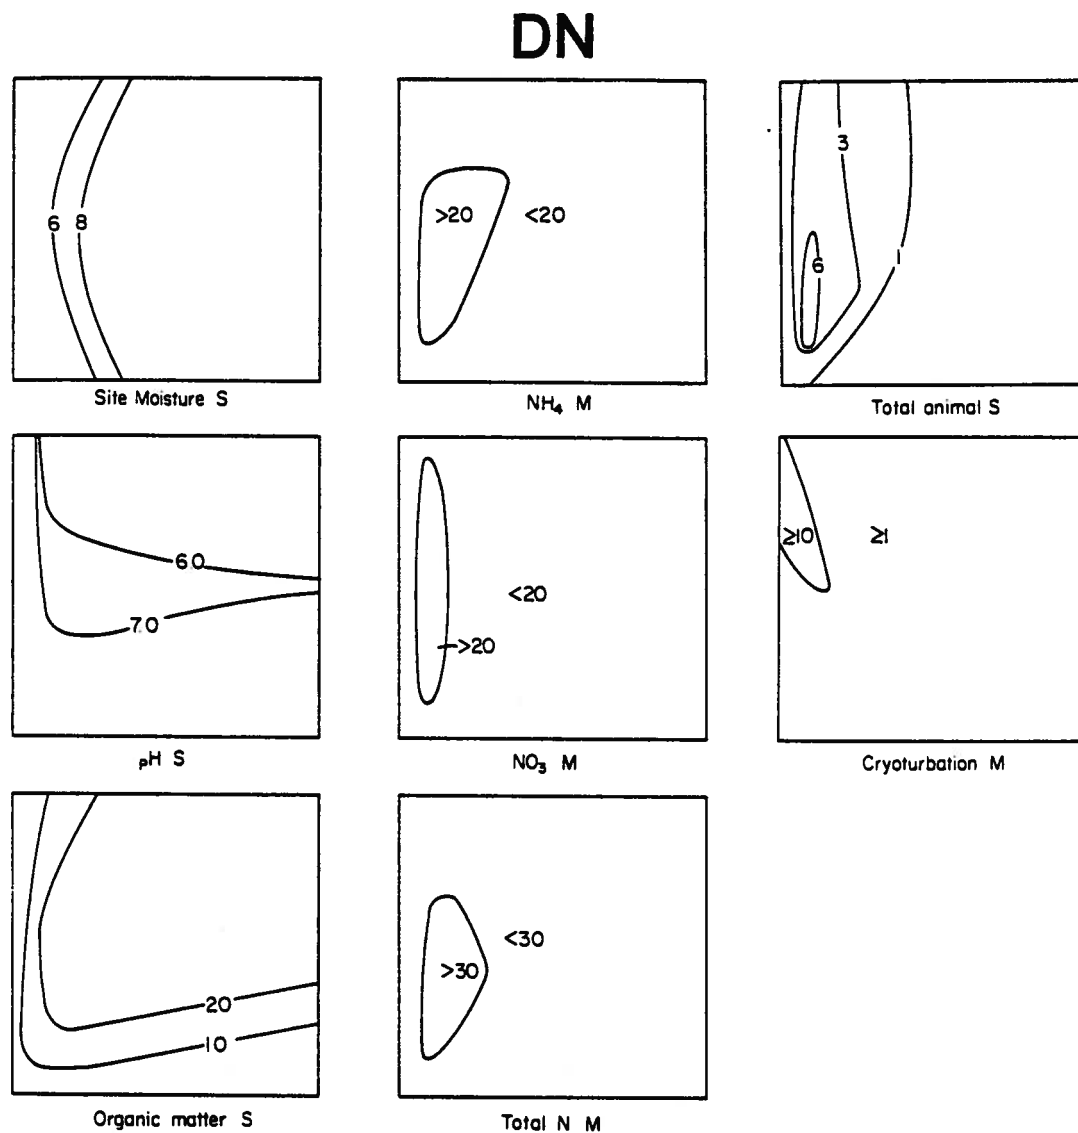 DN
6 8
Site Moisture S
>20 <20
NH₄ M
3
6
1
Total animal S
6.0
7.0
pH S
<20
>20
NO₃ M
≥10 ≥1
Cryoturbation M
20
10
Organic matter S
<30
>30
Total N M